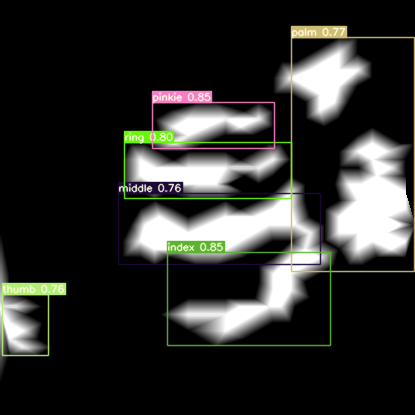 palm 0.77
pinkie 0.85
ring 0.80
middle 0.76
index 0.85
thumb 0.76